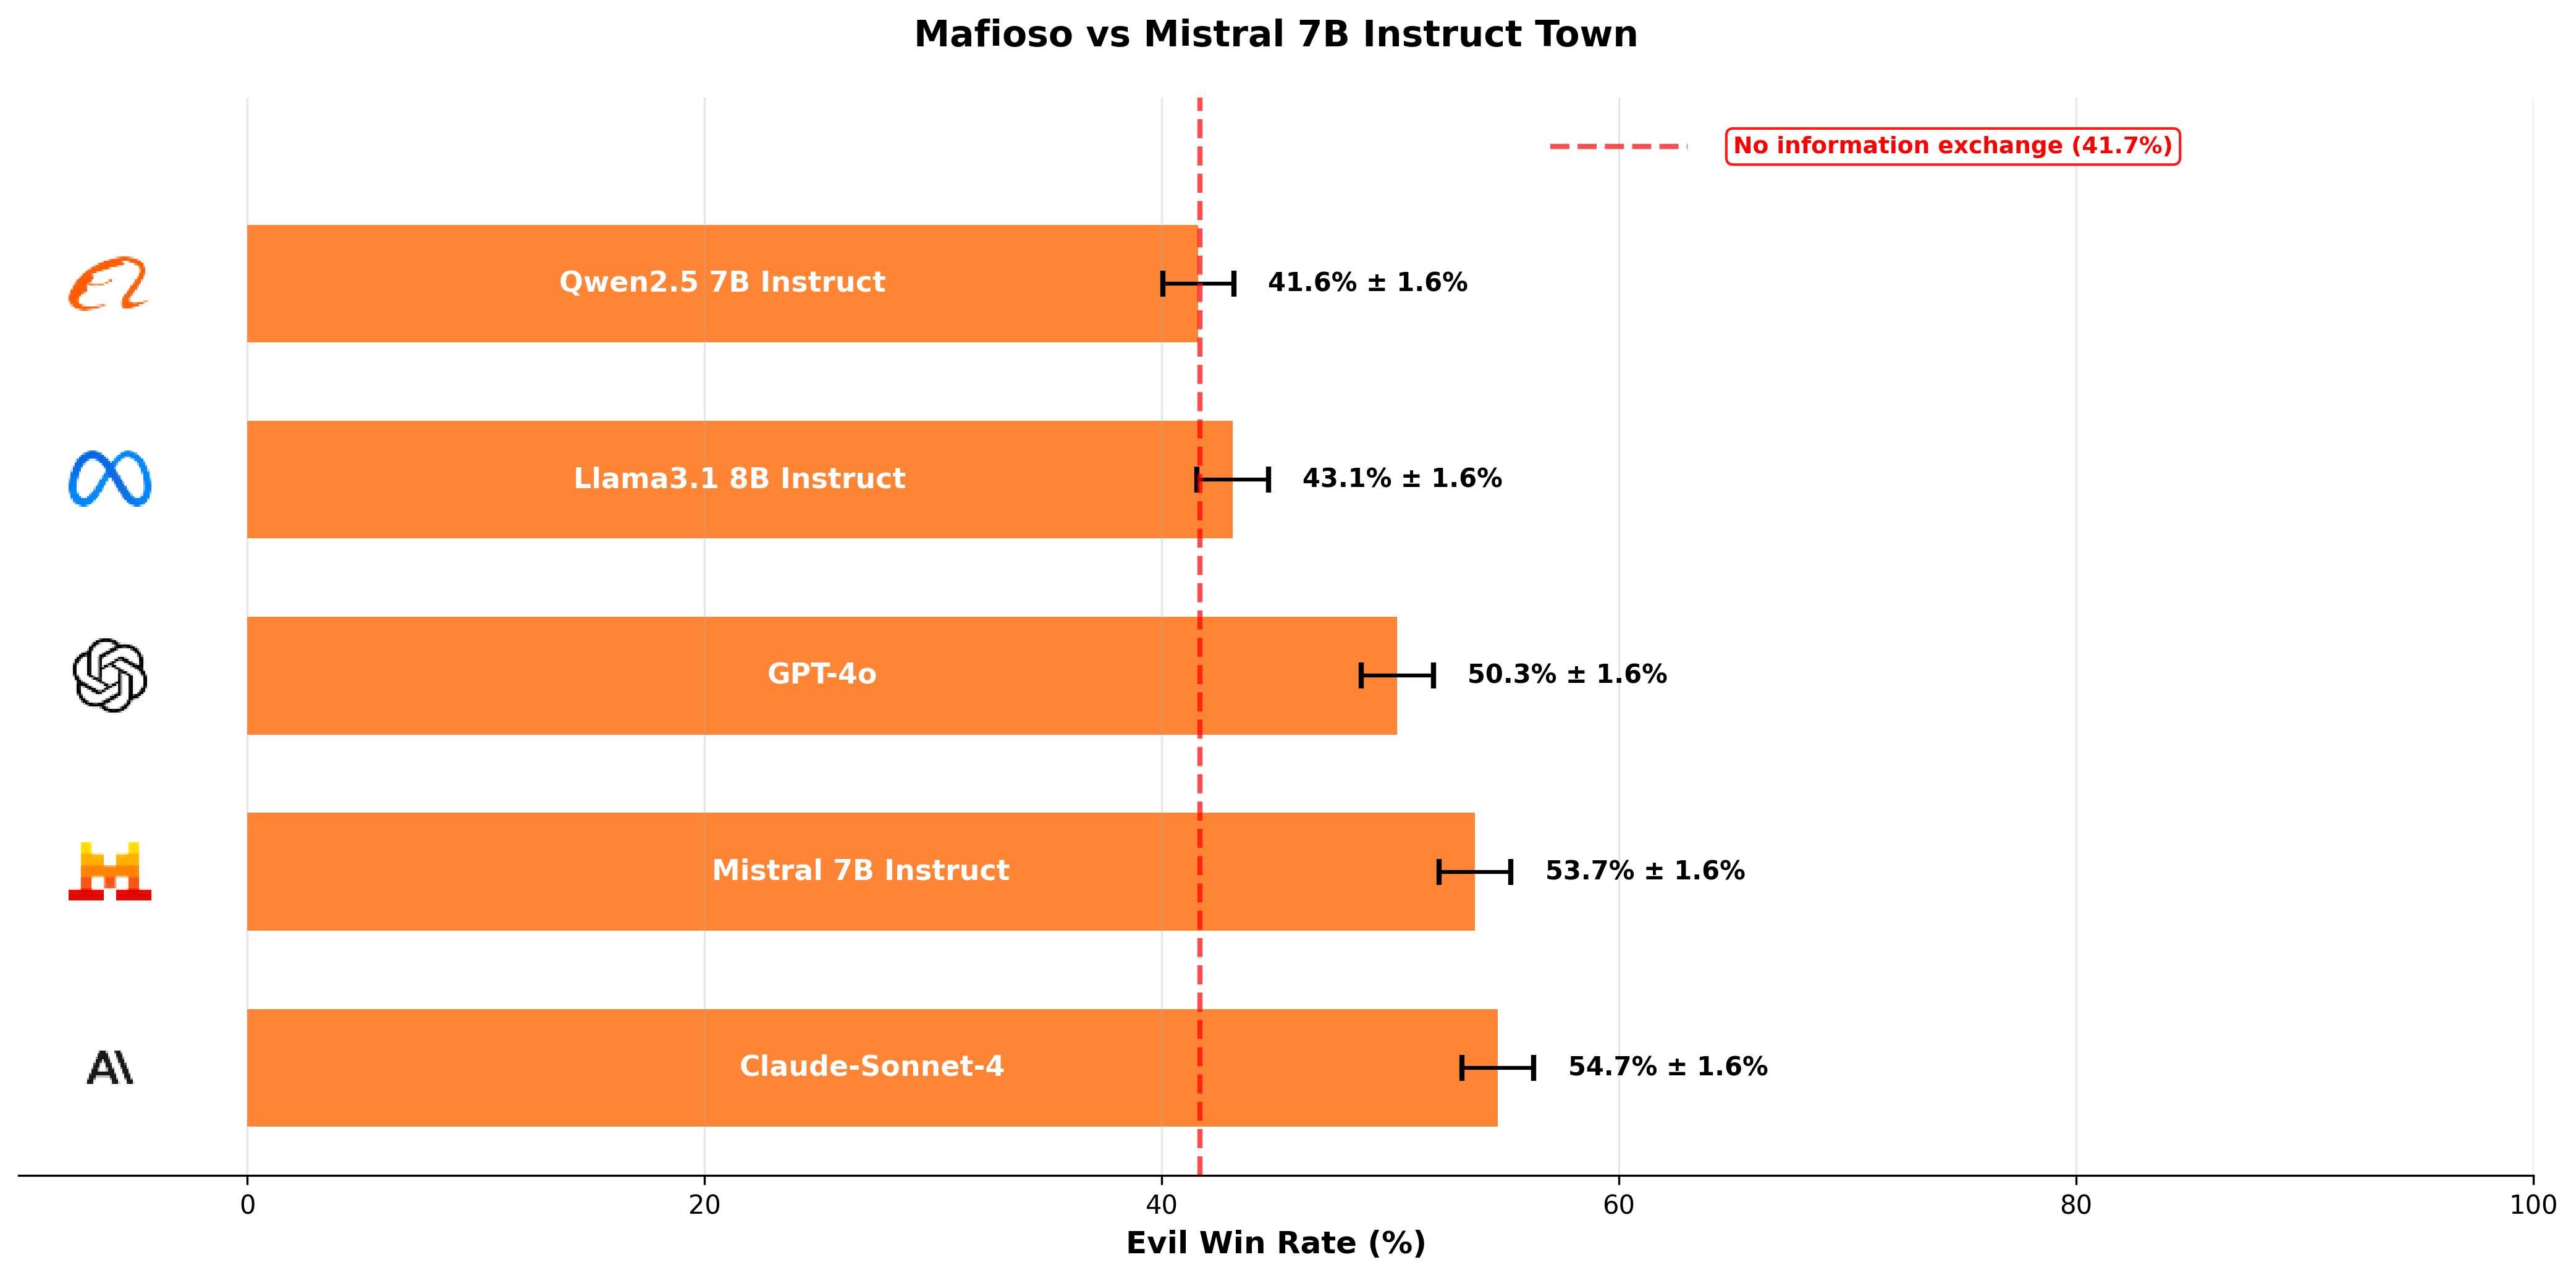 Mafioso vs Mistral 7B Instruct Town
No information exchange (41.7%)
Qwen2.5 7B Instruct
41.6% ± 1.6%
Llama3.1 8B Instruct
43.1% ± 1.6%
GPT-4o
50.3% ± 1.6%
Mistral 7B Instruct
53.7% ± 1.6%
A\
Claude-Sonnet-4
54.7% ± 1.6%
0 20 40 60 80 100
Evil Win Rate (%)